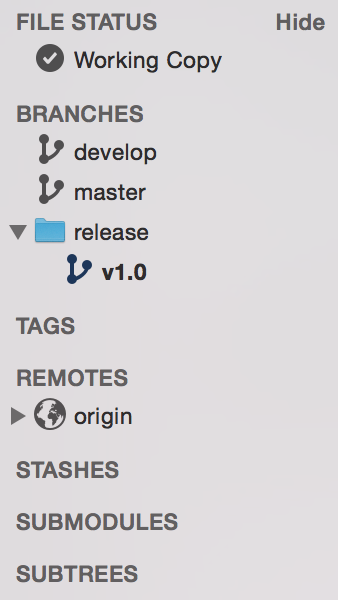 FILE STATUS Hide
Working Copy
BRANCHES
develop
master
release
v1.0
TAGS
REMOTES
origin
STASHES
SUBMODULES
SUBTREES